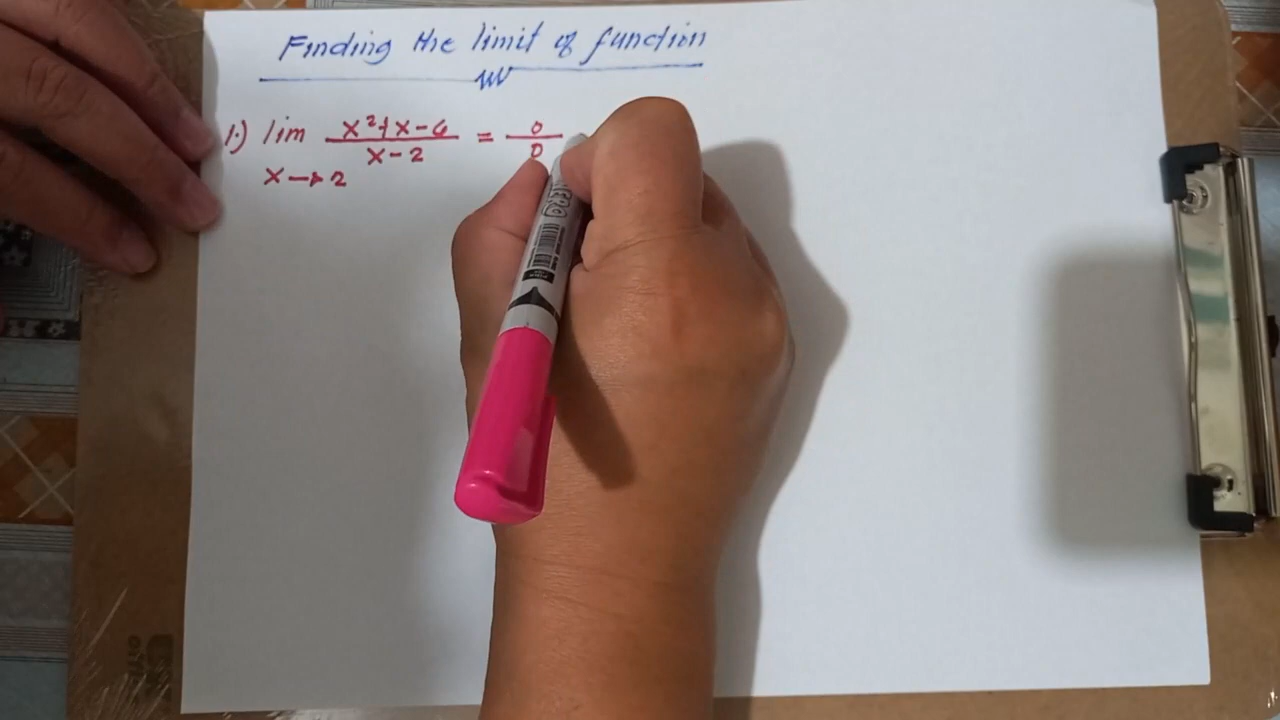 Finding the limit of function
1.) lim x²+x-6 / x-2 = 0 / 0
x→2